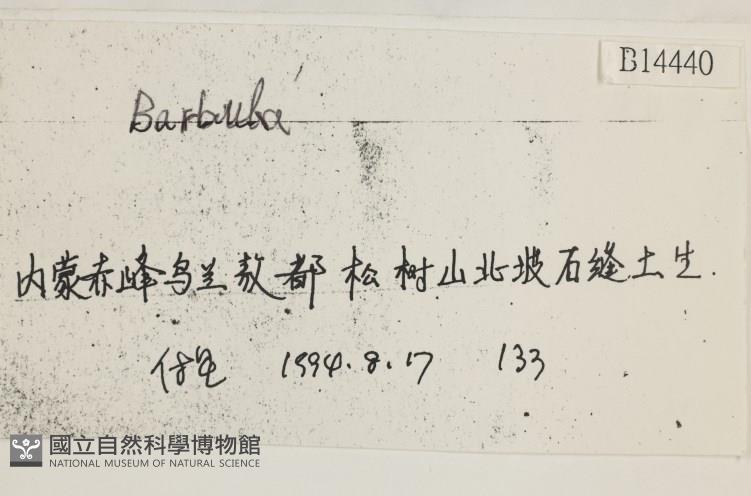 B14440
Barbula
内蒙赤峰乌兰敖都松树山北坡石缝土生.
1994.8.17 133
國立自然科學博物館
NATIONAL MUSEUM OF NATURAL SCIENCE